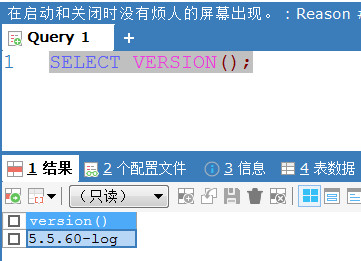 在启动和关闭时没有烦人的屏幕出现。：Reason #
Query 1 +
1 SELECT VERSION();
1 结果 2 个配置文件 3 信息 4 表数据
（只读）
version()
5.5.60-log